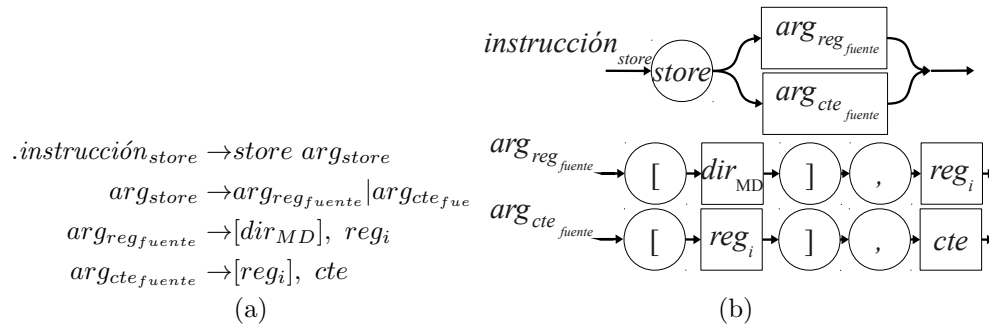 instrucción_store
store
arg_reg_fuente
arg_cte_fuente
.instrucción_store →store arg_store
arg_store →arg_reg_fuente|arg_cte_fue
arg_reg_fuente →[dir_MD], reg_i
arg_cte_fuente →[reg_i], cte
(a)
arg_reg_fuente
[ dir_MD ] , reg_i
arg_cte_fuente
[ reg_i ] , cte
(b)